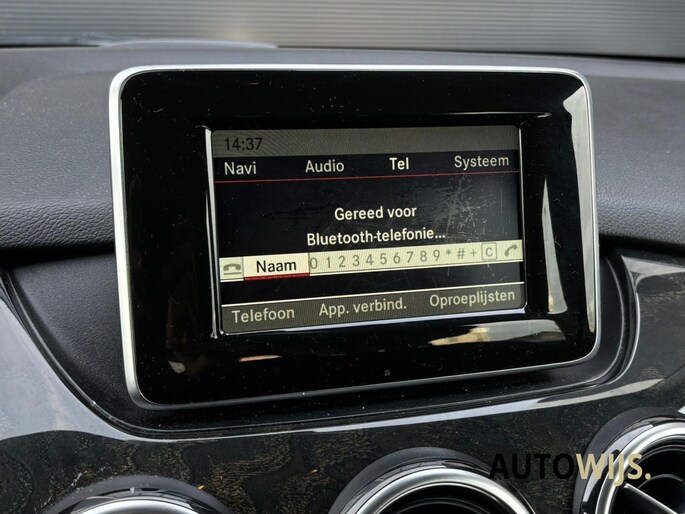 14:37
Navi Audio Tel Systeem
Gereed voor
Bluetooth-telefonie...
Naam 0 1 2 3 4 5 6 7 8 9 * # + C
Telefoon App. verbind. Oproeplijsten
AUTOWIJS.